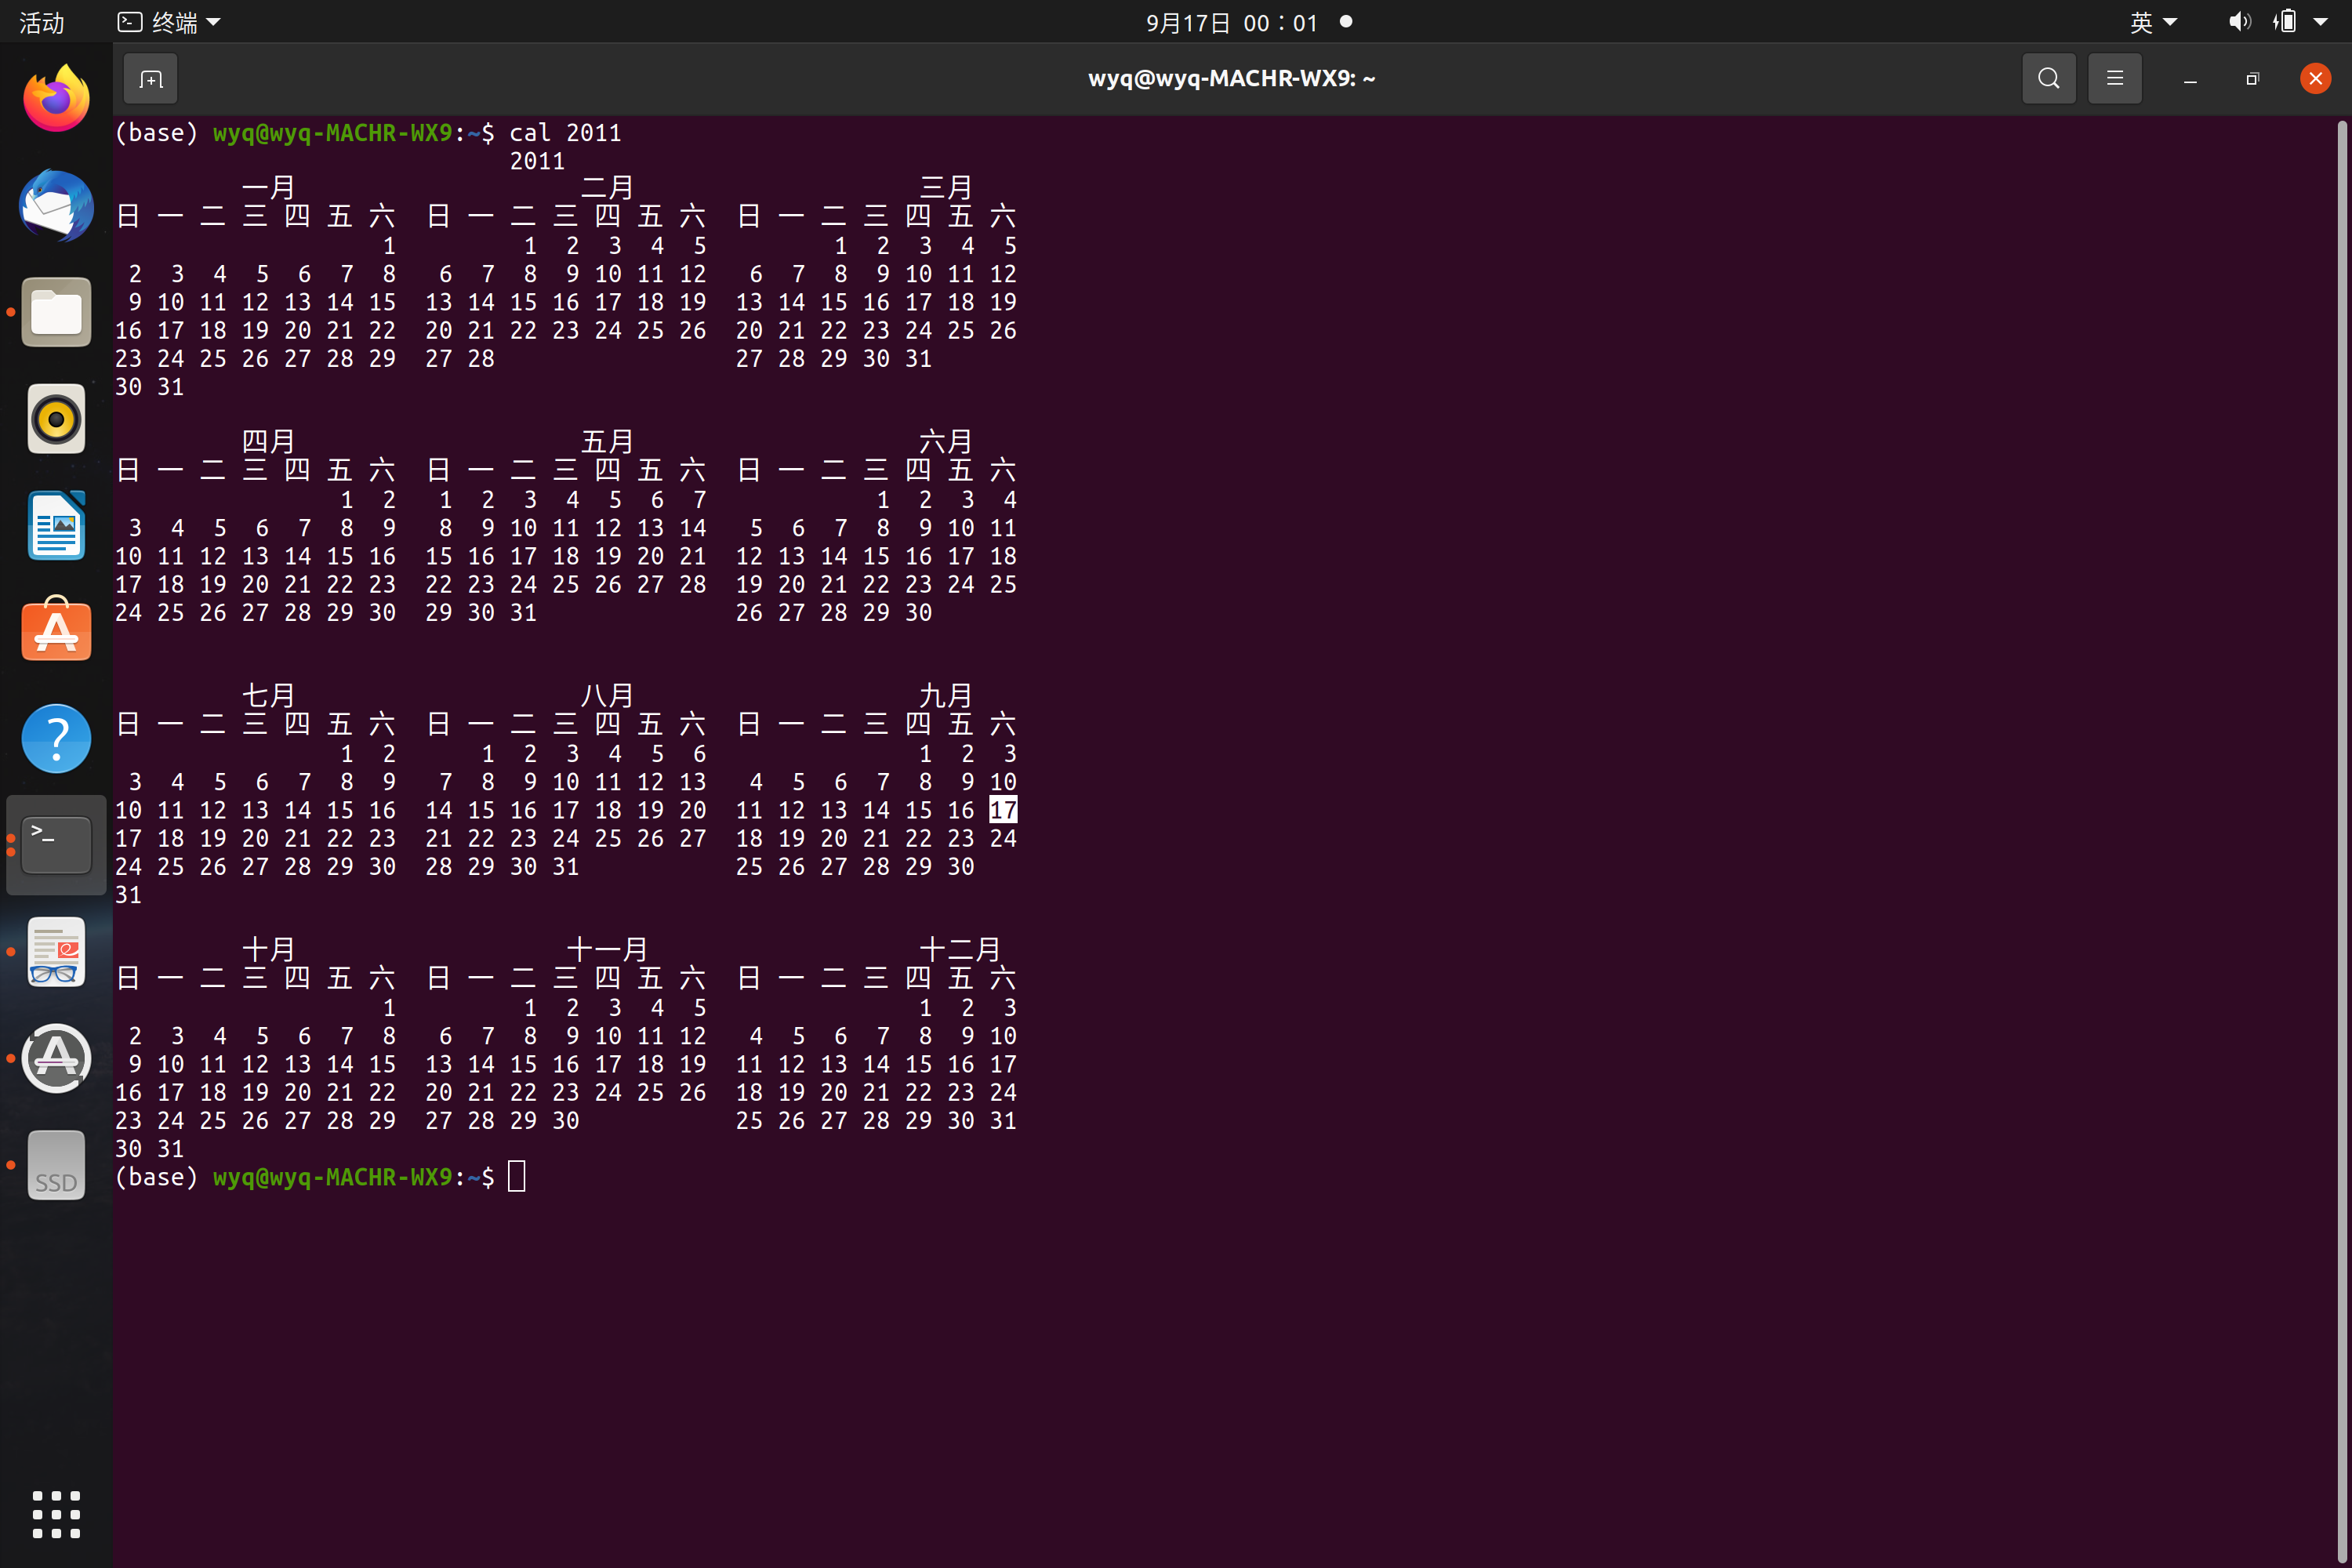 活动 终端 9月17日 00：01 英
wyq@wyq-MACHR-WX9: ~
(base) wyq@wyq-MACHR-WX9:~$ cal 2011
                            2011
         一月                    二月                    三月
日 一 二 三 四 五 六  日 一 二 三 四 五 六  日 一 二 三 四 五 六
                   1         1  2  3  4  5         1  2  3  4  5
 2  3  4  5  6  7  8   6  7  8  9 10 11 12   6  7  8  9 10 11 12
 9 10 11 12 13 14 15  13 14 15 16 17 18 19  13 14 15 16 17 18 19
16 17 18 19 20 21 22  20 21 22 23 24 25 26  20 21 22 23 24 25 26
23 24 25 26 27 28 29  27 28                 27 28 29 30 31
30 31
         四月                    五月                    六月
日 一 二 三 四 五 六  日 一 二 三 四 五 六  日 一 二 三 四 五 六
                1  2   1  2  3  4  5  6  7            1  2  3  4
 3  4  5  6  7  8  9   8  9 10 11 12 13 14   5  6  7  8  9 10 11
10 11 12 13 14 15 16  15 16 17 18 19 20 21  12 13 14 15 16 17 18
17 18 19 20 21 22 23  22 23 24 25 26 27 28  19 20 21 22 23 24 25
24 25 26 27 28 29 30  29 30 31              26 27 28 29 30
         七月                    八月                    九月
日 一 二 三 四 五 六  日 一 二 三 四 五 六  日 一 二 三 四 五 六
                1  2      1  2  3  4  5  6               1  2  3
 3  4  5  6  7  8  9   7  8  9 10 11 12 13   4  5  6  7  8  9 10
10 11 12 13 14 15 16  14 15 16 17 18 19 20  11 12 13 14 15 16 17
17 18 19 20 21 22 23  21 22 23 24 25 26 27  18 19 20 21 22 23 24
24 25 26 27 28 29 30  28 29 30 31           25 26 27 28 29 30
31
         十月                   十一月                   十二月
日 一 二 三 四 五 六  日 一 二 三 四 五 六  日 一 二 三 四 五 六
                   1         1  2  3  4  5               1  2  3
 2  3  4  5  6  7  8   6  7  8  9 10 11 12   4  5  6  7  8  9 10
 9 10 11 12 13 14 15  13 14 15 16 17 18 19  11 12 13 14 15 16 17
16 17 18 19 20 21 22  20 21 22 23 24 25 26  18 19 20 21 22 23 24
23 24 25 26 27 28 29  27 28 29 30           25 26 27 28 29 30 31
30 31
(base) wyq@wyq-MACHR-WX9:~$
SSD